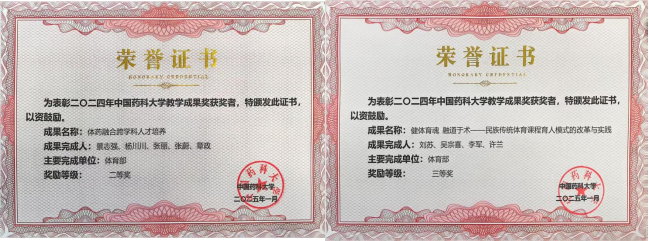 荣誉证书
HONORARY CREDENTIAL
为表彰二〇二四年中国药科大学教学成果奖获奖者，特颁发此证书，
以资鼓励。
成果名称： 体药融合跨学科人才培养
成果完成人：景志强、杨川川、张丽、张蔚、章政
主要完成单位：体育部
奖励等级： 二等奖
中国药科大学
二〇二五年一月
荣誉证书
HONORARY CREDENTIAL
为表彰二〇二四年中国药科大学教学成果奖获奖者，特颁发此证书，
以资鼓励。
成果名称：健体育魂 融道于术——民族传统体育课程育人模式的改革与实践
成果完成人：刘苏、吴宗喜、李军、许兰
主要完成单位：体育部
奖励等级： 三等奖
中国药科大学
二〇二五年一月